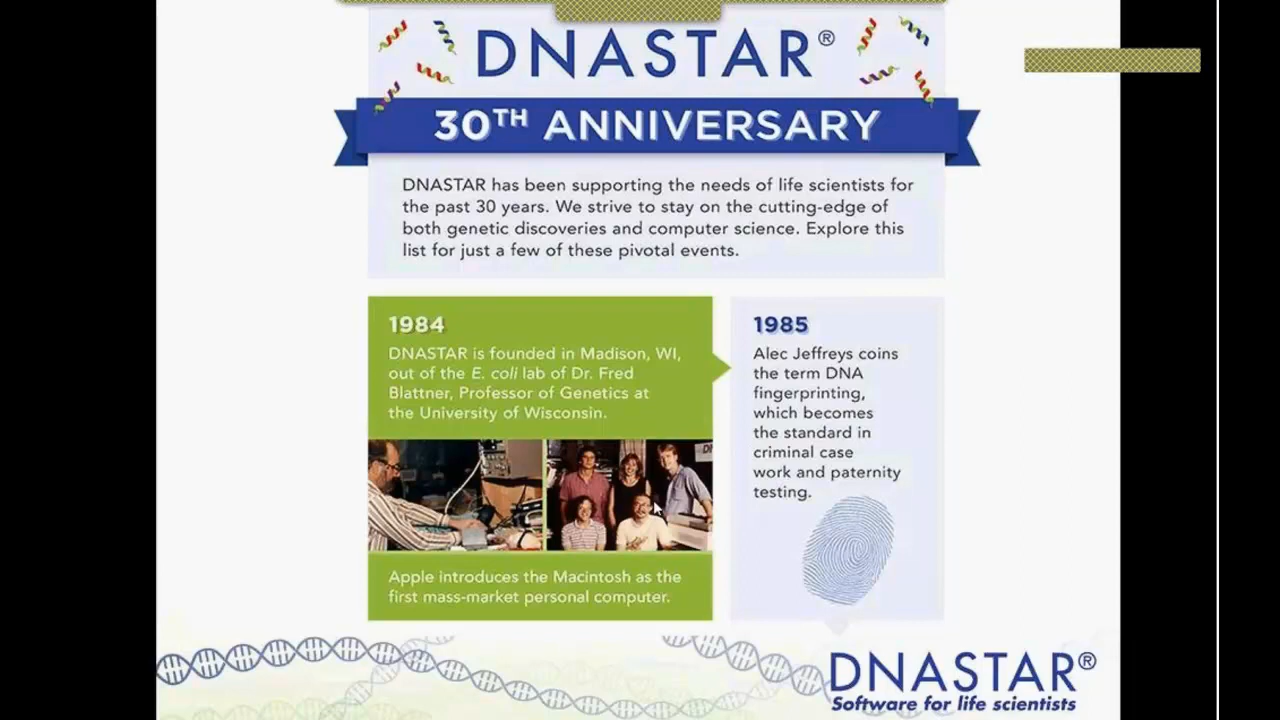 DNASTAR®
30TH ANNIVERSARY
DNASTAR has been supporting the needs of life scientists for
the past 30 years. We strive to stay on the cutting-edge of
both genetic discoveries and computer science. Explore this
list for just a few of these pivotal events.
1984
DNASTAR is founded in Madison, WI,
out of the E. coli lab of Dr. Fred
Blattner, Professor of Genetics at
the University of Wisconsin.
Apple introduces the Macintosh as the
first mass-market personal computer.
1985
Alec Jeffreys coins
the term DNA
fingerprinting,
which becomes
the standard in
criminal case
work and paternity
testing.
DNASTAR®
Software for life scientists